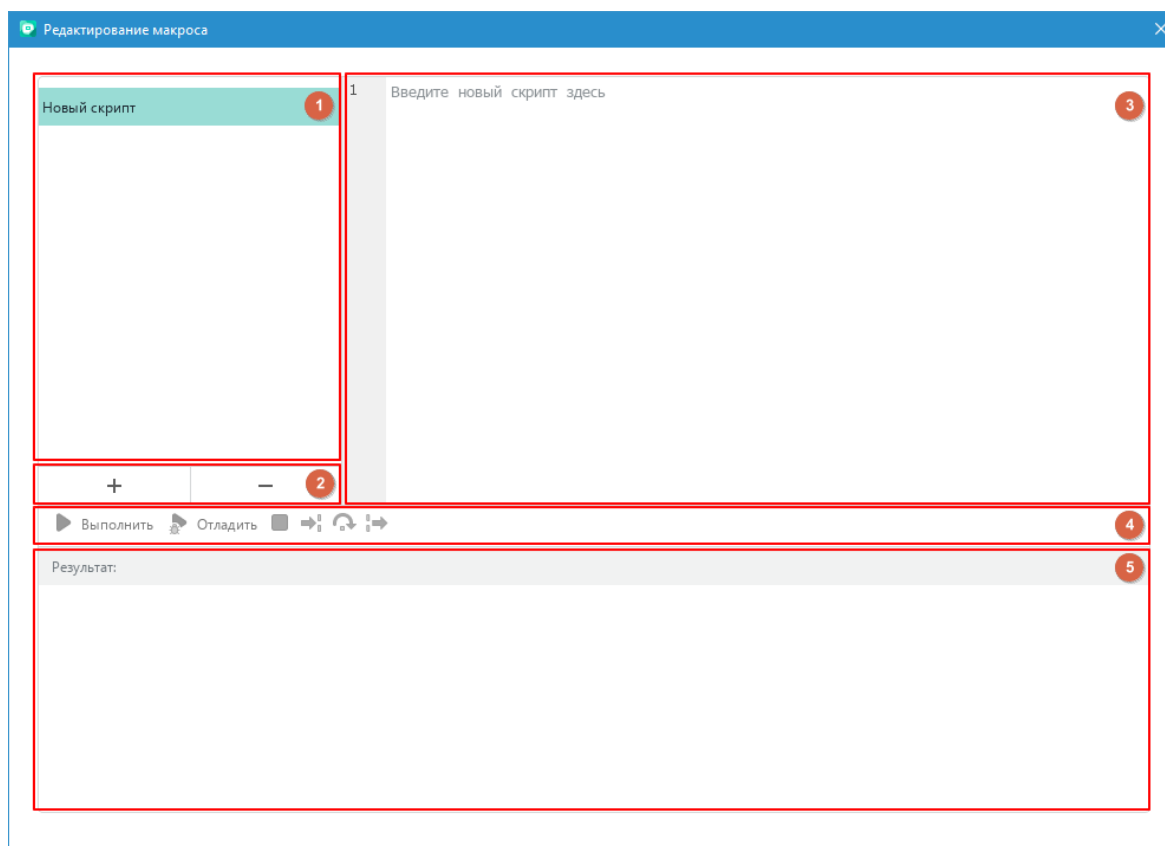 Редактирование макроса
Новый скрипт
1
1
Введите новый скрипт здесь
3
+ − 2
Выполнить Отладить 4
Результат: 5